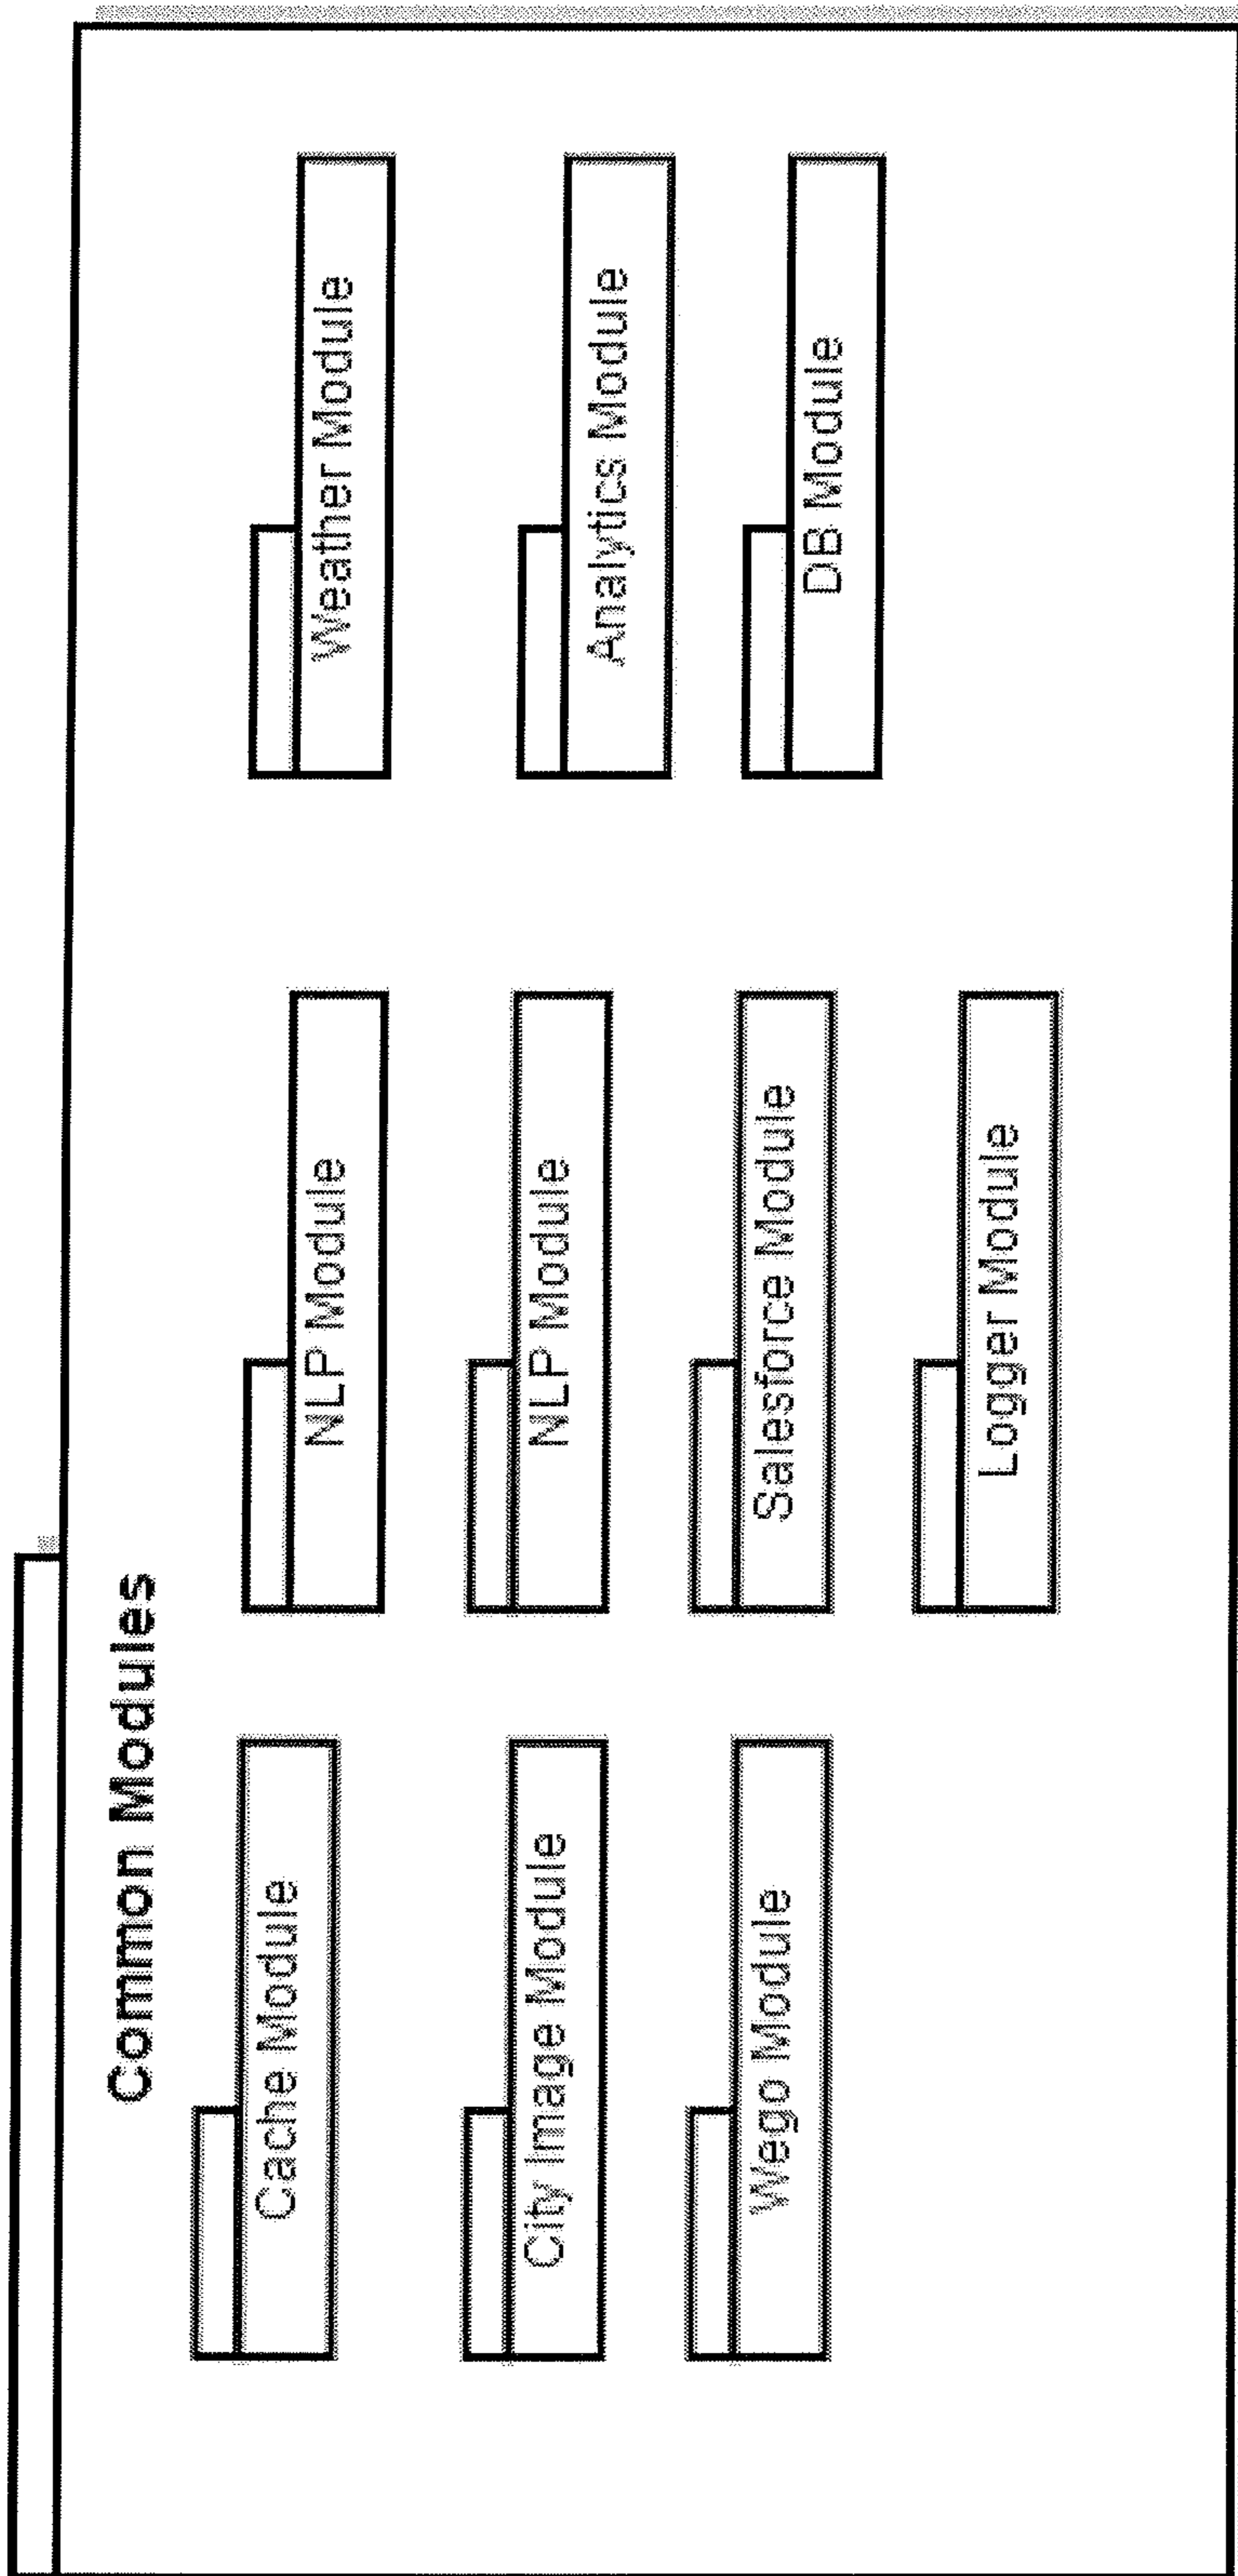 Common Modules
Cache Module
NLP Module
Weather Module
City Image Module
NLP Module
Analytics Module
Wego Module
Salesforce Module
DB Module
Logger Module